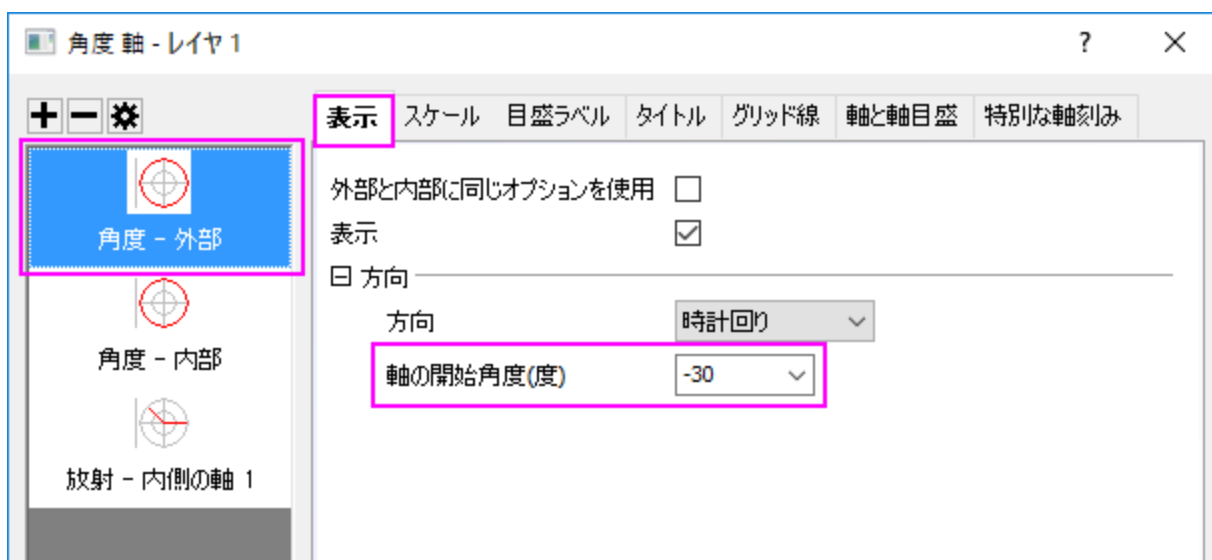 角度 軸 - レイヤ 1
?
表示 スケール 目盛ラベル タイトル グリッド線 軸と軸目盛 特別な軸刻み
角度 - 外部
角度 - 内部
放射 - 内側の軸 1
外部と内部に同じオプションを使用
表示
方向
方向 時計回り
軸の開始角度(度) -30